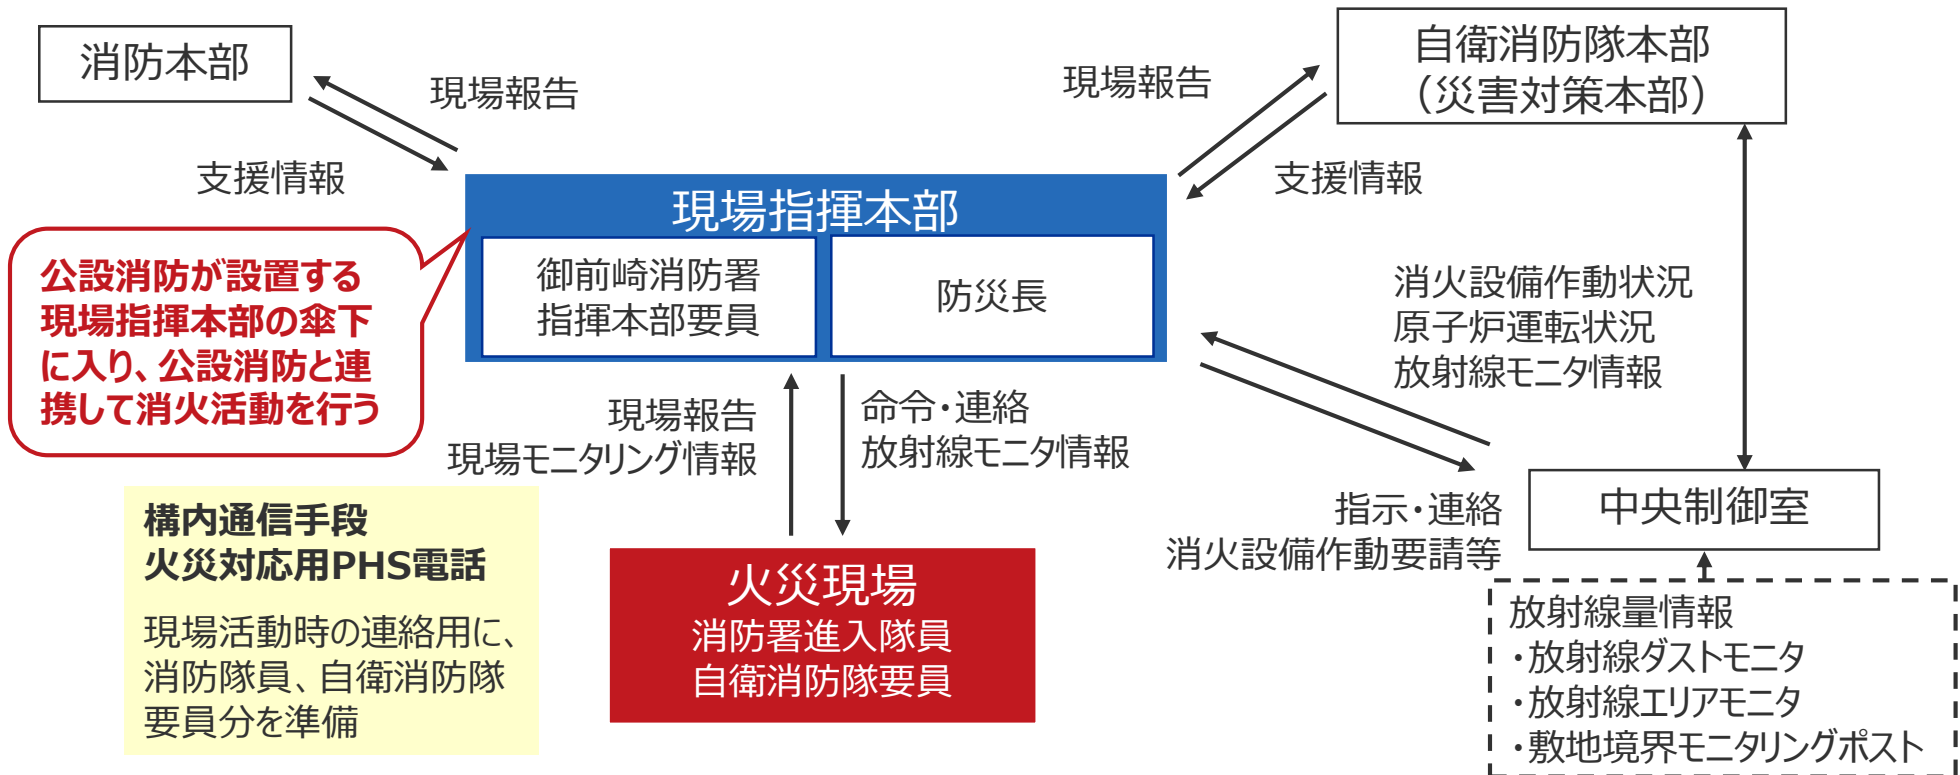 消防本部
現場報告
支援情報
現場報告
自衛消防隊本部
（災害対策本部）
支援情報
現場指揮本部
御前崎消防署
指揮本部要員
防災長
公設消防が設置する
現場指揮本部の傘下
に入り、公設消防と連
携して消火活動を行う
消火設備作動状況
原子炉運転状況
放射線モニタ情報
現場報告
現場モニタリング情報
命令・連絡
放射線モニタ情報
指示・連絡
消火設備作動要請等
中央制御室
構内通信手段
火災対応用PHS電話
現場活動時の連絡用に、
消防隊員、自衛消防隊
要員分を準備
火災現場
消防署進入隊員
自衛消防隊要員
放射線量情報
・放射線ダストモニタ
・放射線エリアモニタ
・敷地境界モニタリングポスト